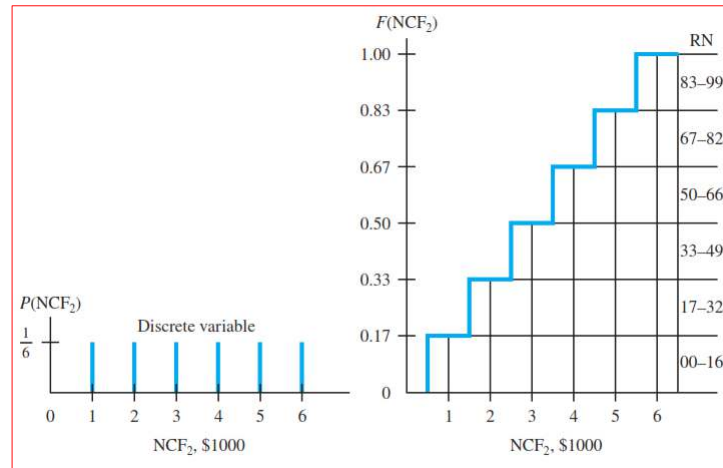 P(NCF₂)
1
6
Discrete variable
0 1 2 3 4 5 6
NCF₂, $1000
F(NCF₂)
RN
1.00
83–99
0.83
67–82
0.67
50–66
0.50
33–49
0.33
17–32
0.17
00–16
0
1 2 3 4 5 6
NCF₂, $1000